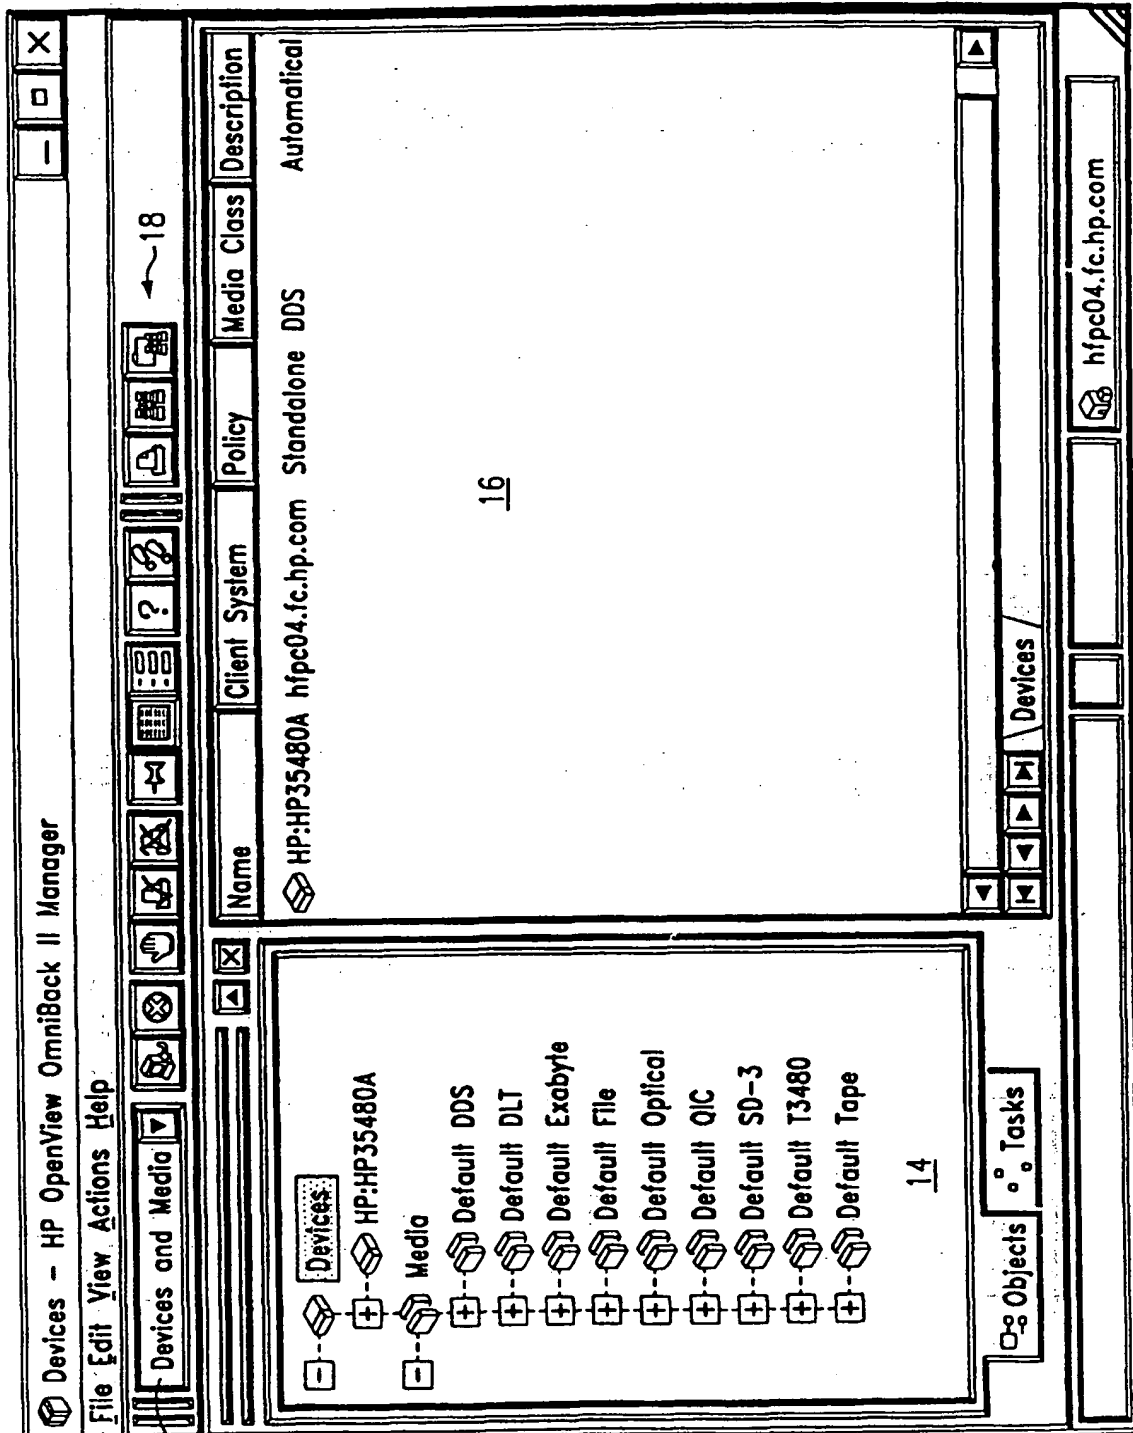 Devices – HP OpenView OmniBack II Manager
File Edit View Actions Help
Devices and Media
?
18
Devices
HP:HP35480A
Media
Default DDS
Default DLT
Default Exabyte
Default File
Default Optical
Default QIC
Default SD-3
Default T3480
Default Tape
14
Objects Tasks
Name Client System Policy Media Class Description
HP:HP35480A hfpc04.fc.hp.com Standalone DDS Automatical
16
Devices
hfpc04.fc.hp.com